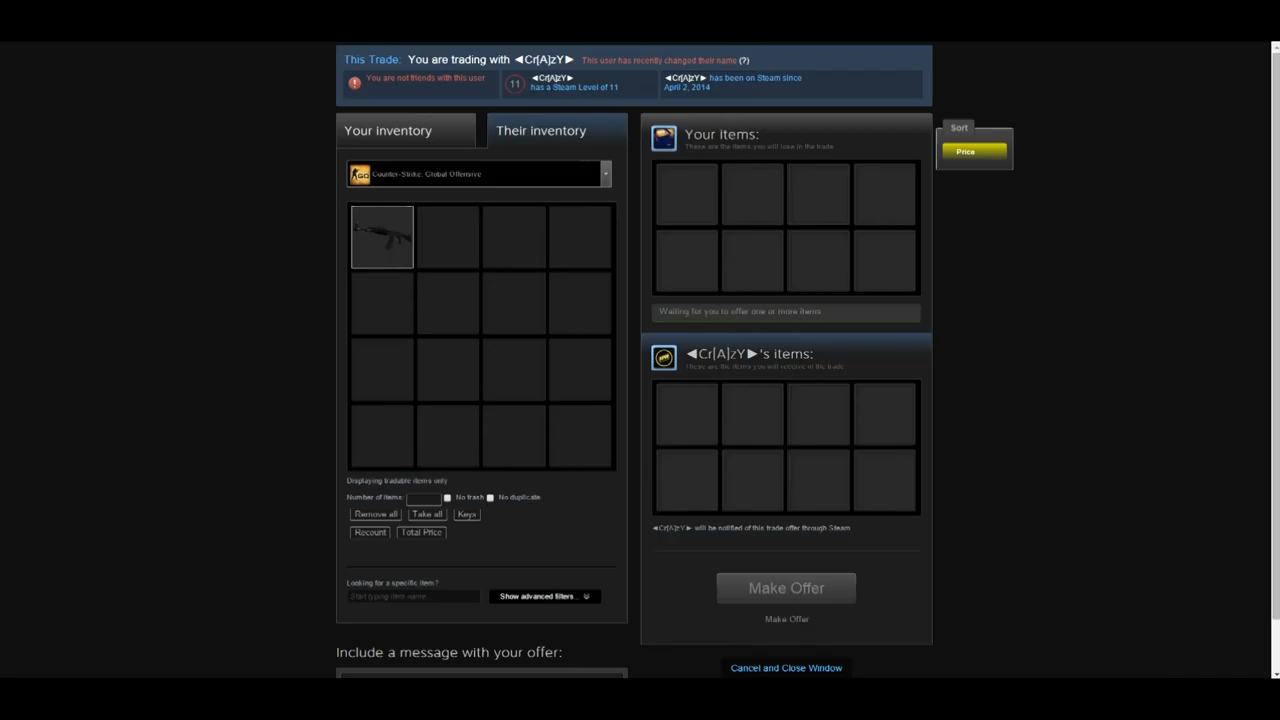 This Trade: You are trading with ◄Cr[A]zY► This user has recently changed their name (?)
You are not friends with this user
11
◄Cr[A]zY►
has a Steam Level of 11
◄Cr[A]zY► has been on Steam since
April 2, 2014
Your inventory
Their inventory
GO Counter-Strike: Global Offensive
Displaying tradable items only
Number of items:
No trash
No duplicate
Remove all
Take all
Keys
Recount
Total Price
Looking for a specific item?
Start typing item name...
Show advanced filters...
Include a message with your offer:
Your items:
These are the items you will lose in the trade
Waiting for you to offer one or more items
◄Cr[A]zY►'s items:
These are the items you will receive in the trade
◄Cr[A]zY► will be notified of this trade offer through Steam
Make Offer
Make Offer
Cancel and Close Window
Sort
Price